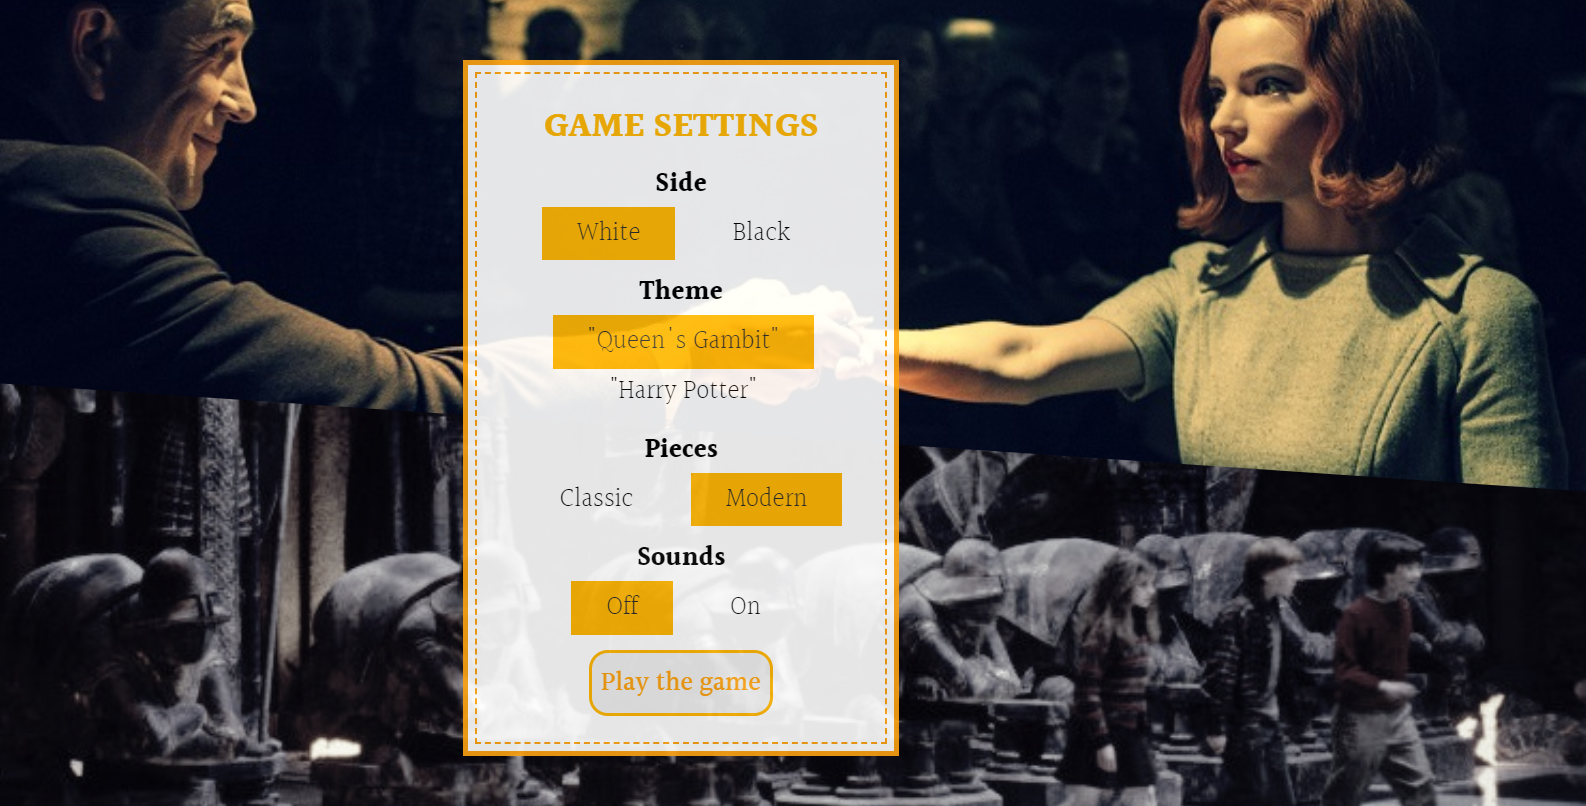 GAME SETTINGS
Side
White Black
Theme
"Queen's Gambit"
"Harry Potter"
Pieces
Classic Modern
Sounds
Off On
Play the game